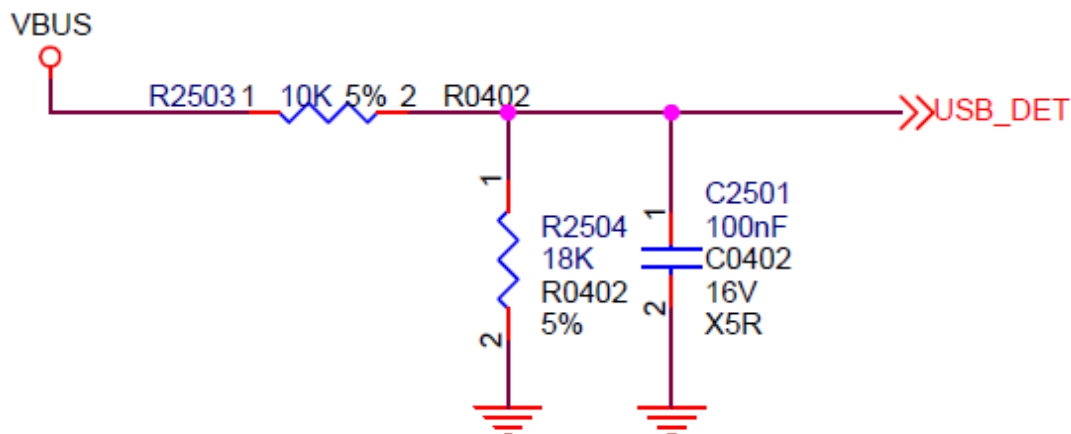 VBUS
R2503 1 10K 5% 2 R0402
USB_DET
1
R2504
18K
R0402
5%
2
1
C2501
100nF
C0402
16V
X5R
2